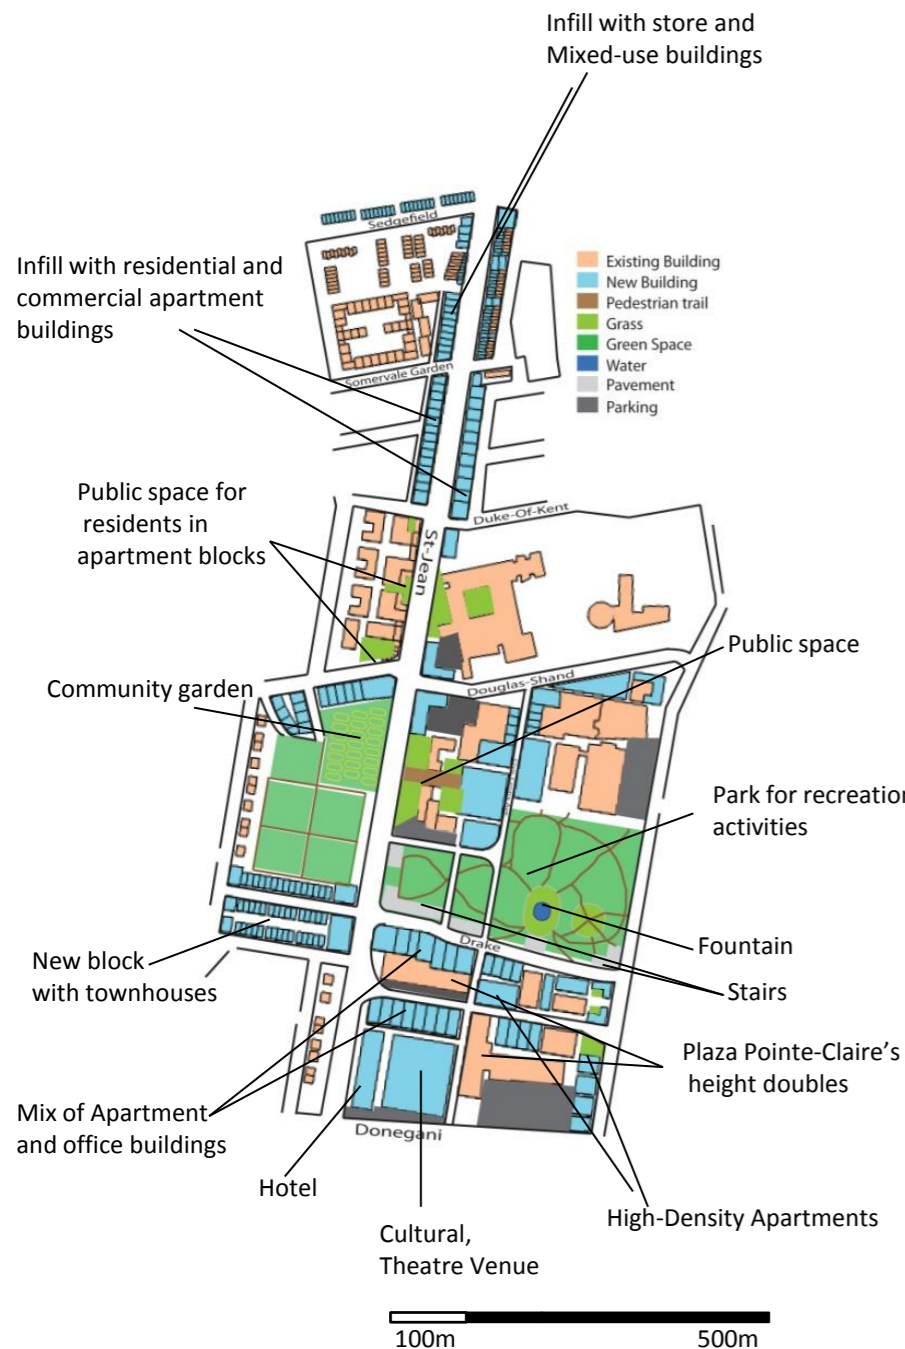 Infill with store and
Mixed-use buildings
Sedgefield
Infill with residential and
commercial apartment
buildings
Existing Building
New Building
Pedestrian trail
Grass
Green Space
Water
Pavement
Parking
Somervale Garden
Public space for
residents in
apartment blocks
Duke-Of-Kent
St-Jean
Public space
Community garden
Douglas-Shand
Park for recreation
activities
Drake
Fountain
New block
with townhouses
Stairs
Plaza Pointe-Claire’s
height doubles
Mix of Apartment
and office buildings
Donegani
Hotel
High-Density Apartments
Cultural,
Theatre Venue
100m
500m